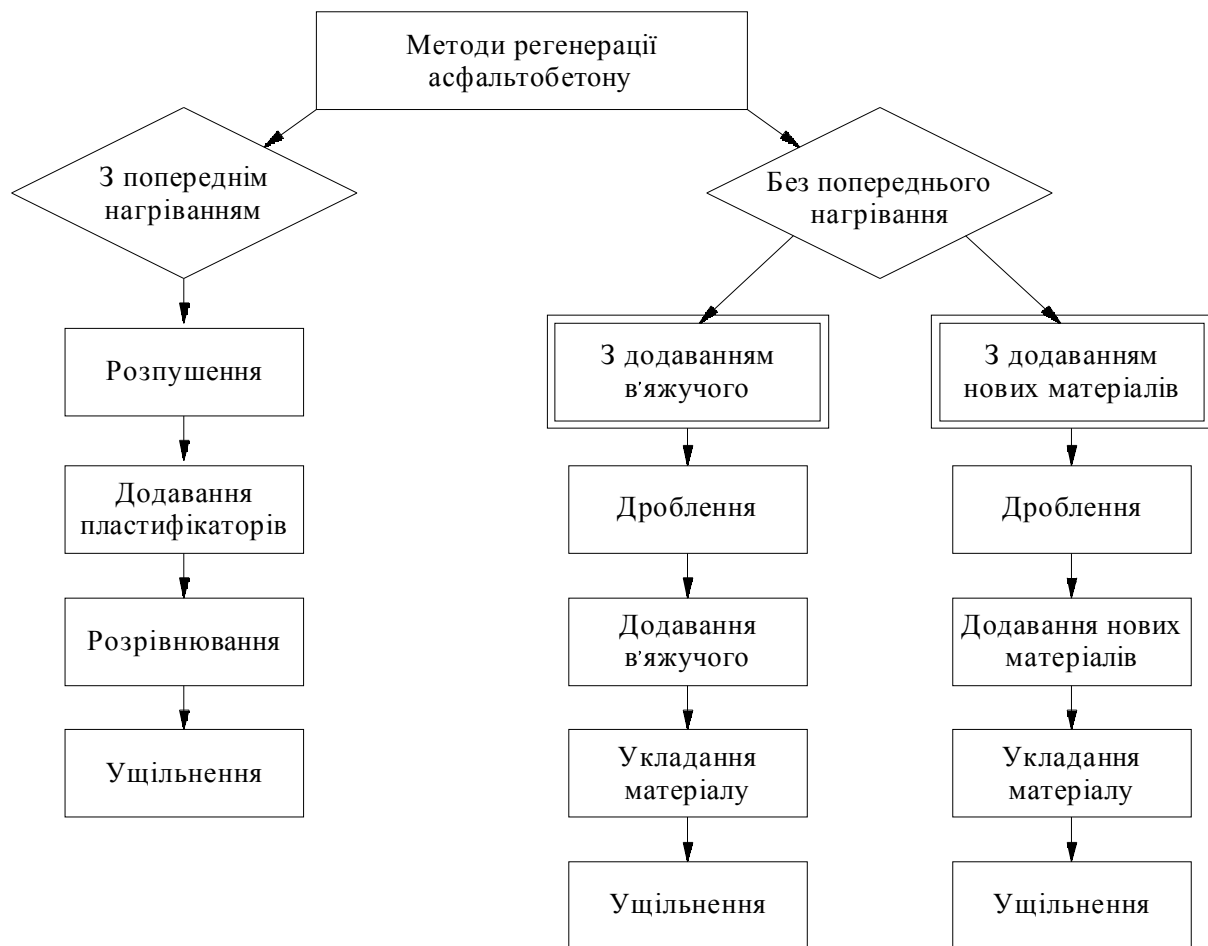 Методи регенерації
асфальтобетону
З попереднім
нагріванням
Без попереднього
нагрівання
Розпушення
Додавання
пластифікаторів
Розрівнювання
Ущільнення
З додаванням
в'яжучого
Дроблення
Додавання
в'яжучого
Укладання
матеріалу
Ущільнення
З додаванням
нових матеріалів
Дроблення
Додавання нових
матеріалів
Укладання
матеріалу
Ущільнення